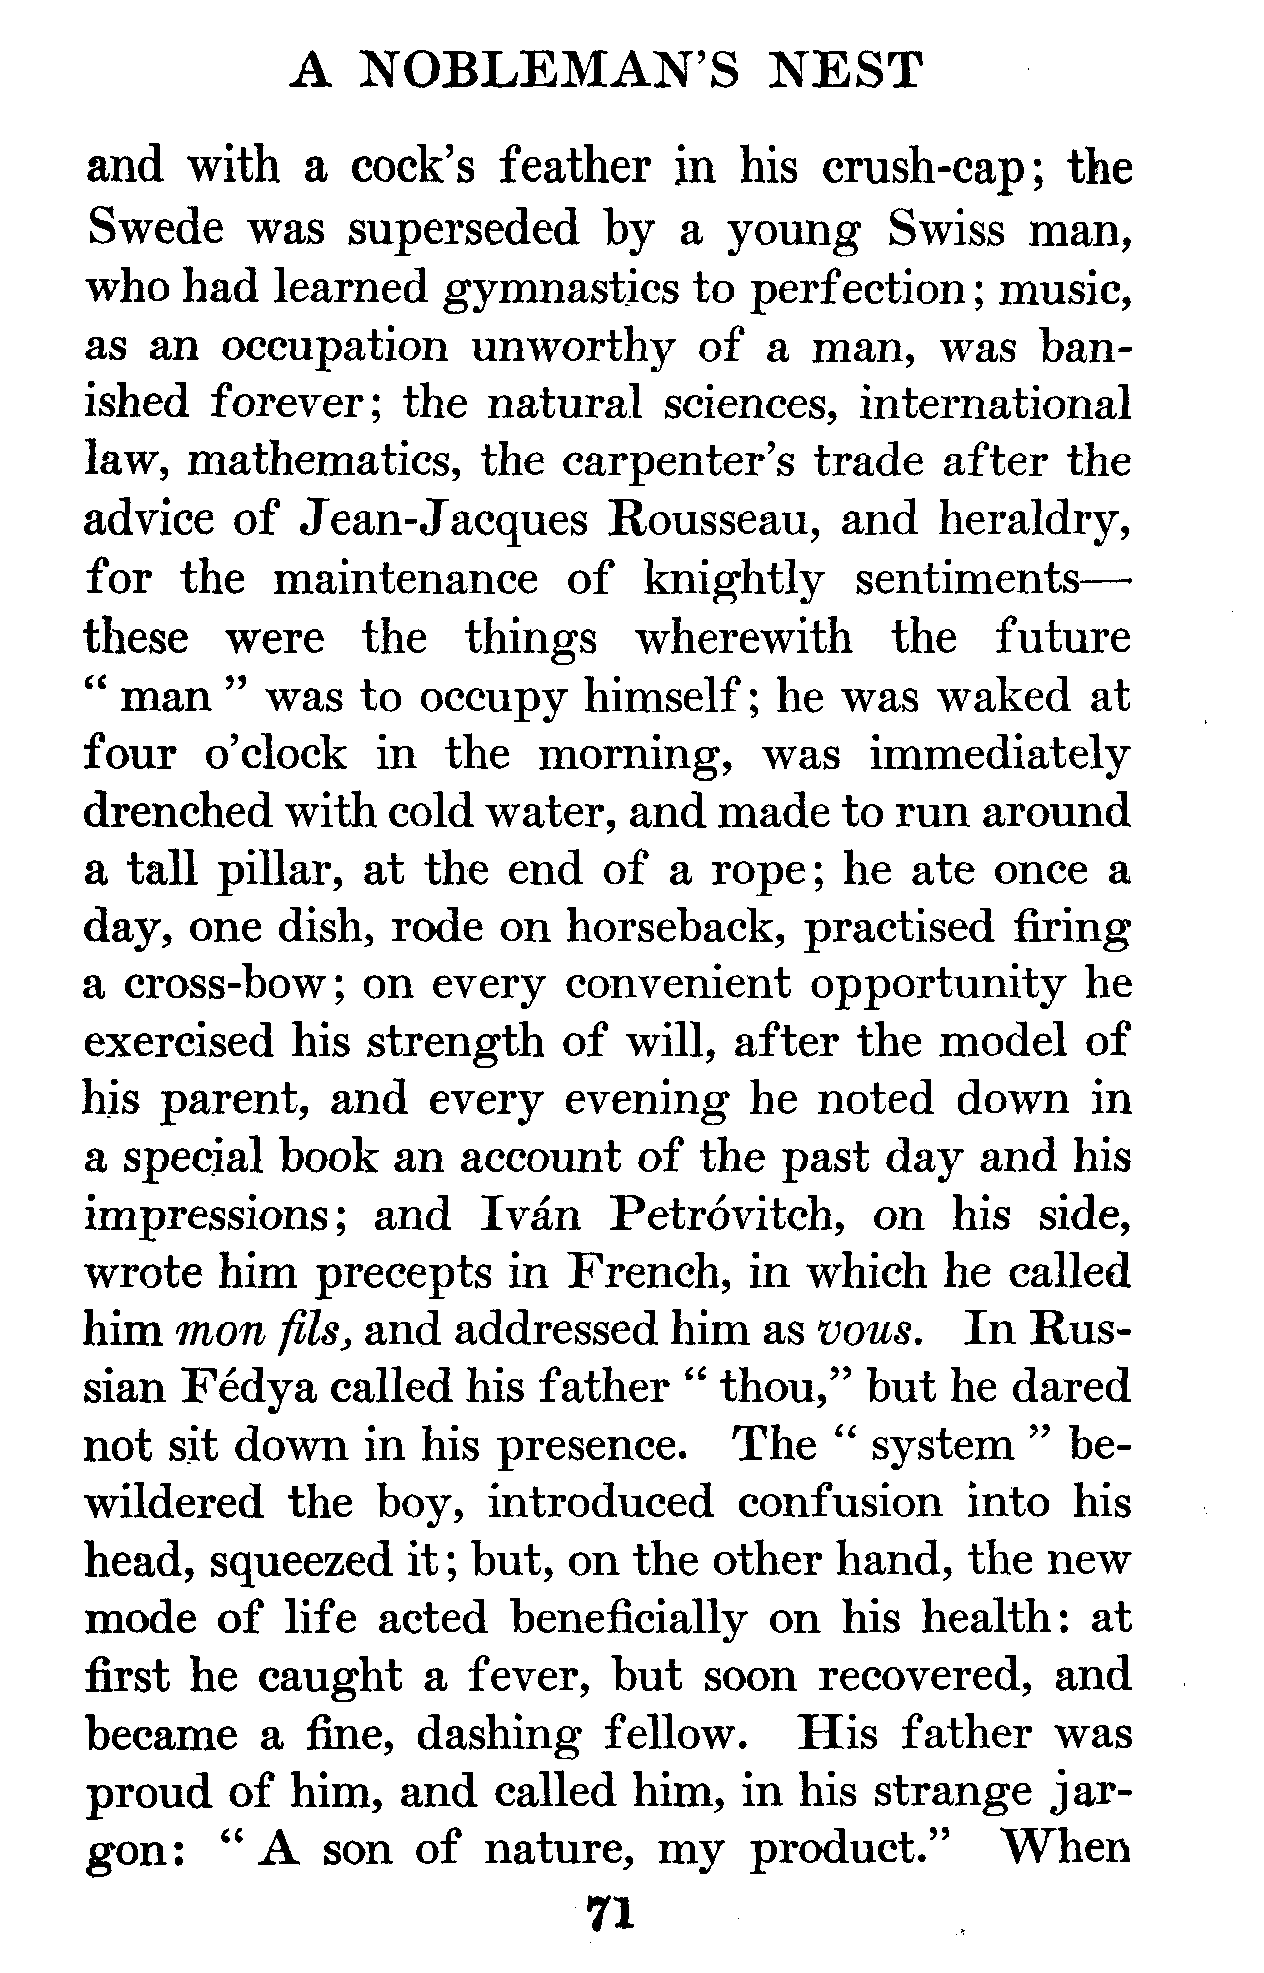 A NOBLEMAN'S NEST
and with a cock's feather in his crush-cap; the
Swede was superseded by a young Swiss man,
who had learned gymnastics to perfection; music,
as an occupation unworthy of a man, was ban-
ished forever; the natural sciences, international
law, mathematics, the carpenter's trade after the
advice of Jean-Jacques Rousseau, and heraldry,
for the maintenance of knightly sentiments—
these were the things wherewith the future
“ man ” was to occupy himself; he was waked at
four o'clock in the morning, was immediately
drenched with cold water, and made to run around
a tall pillar, at the end of a rope; he ate once a
day, one dish, rode on horseback, practised firing
a cross-bow; on every convenient opportunity he
exercised his strength of will, after the model of
his parent, and every evening he noted down in
a special book an account of the past day and his
impressions; and Iván Petróvitch, on his side,
wrote him precepts in French, in which he called
him mon fils, and addressed him as vous. In Rus-
sian Fédya called his father “ thou,” but he dared
not sit down in his presence. The “ system ” be-
wildered the boy, introduced confusion into his
head, squeezed it; but, on the other hand, the new
mode of life acted beneficially on his health: at
first he caught a fever, but soon recovered, and
became a fine, dashing fellow. His father was
proud of him, and called him, in his strange jar-
gon: “ A son of nature, my product.” When
71